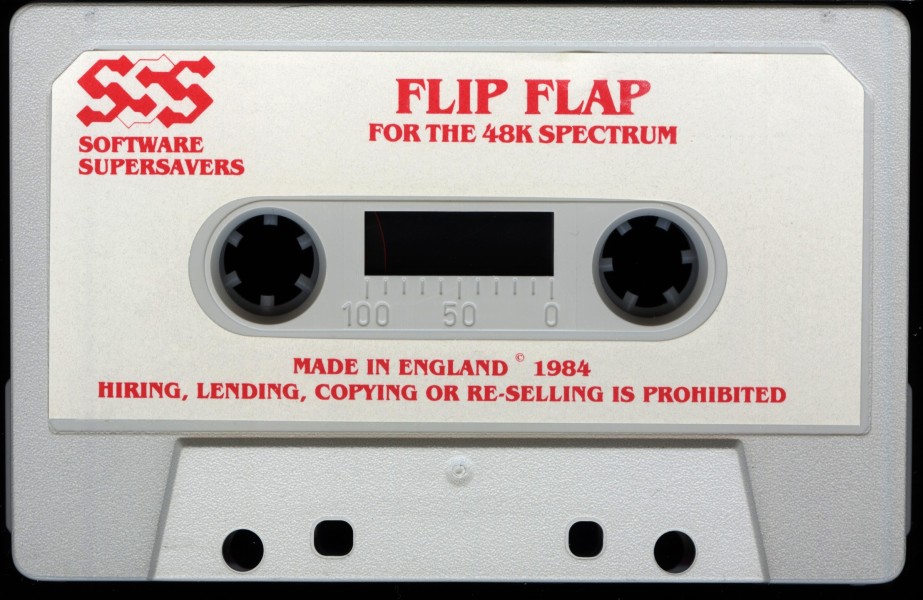 SS
SOFTWARE
SUPERSAVERS
FLIP FLAP
FOR THE 48K SPECTRUM
100 50 0
MADE IN ENGLAND © 1984
HIRING, LENDING, COPYING OR RE-SELLING IS PROHIBITED